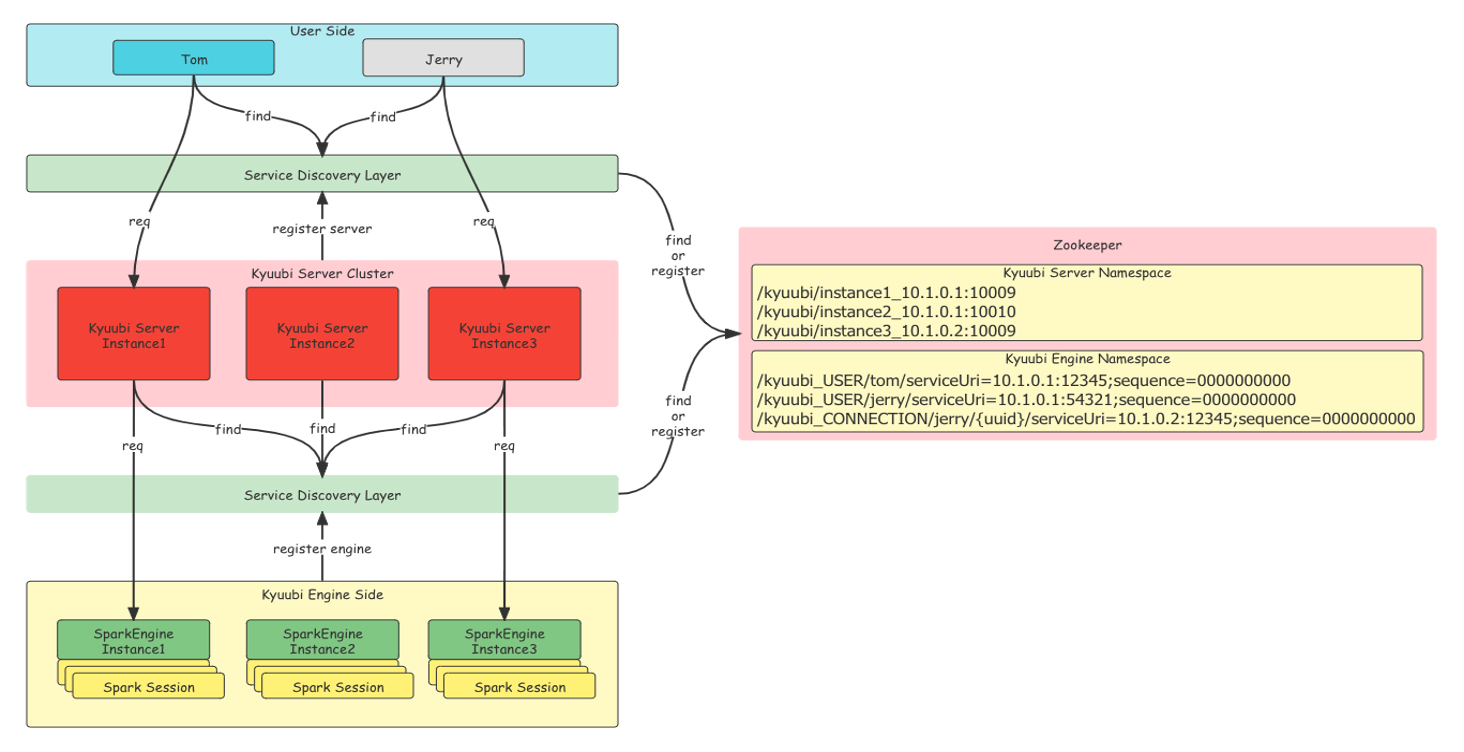 User Side
Tom
Jerry
find
find
Service Discovery Layer
req
register server
req
find
or
register
Kyuubi Server Cluster
Kyuubi Server
Instance1
Kyuubi Server
Instance2
Kyuubi Server
Instance3
Zookeeper
Kyuubi Server Namespace
/kyuubi/instance1_10.1.0.1:10009
/kyuubi/instance2_10.1.0.1:10010
/kyuubi/instance3_10.1.0.2:10009
Kyuubi Engine Namespace
/kyuubi_USER/tom/serviceUri=10.1.0.1:12345;sequence=0000000000
/kyuubi_USER/jerry/serviceUri=10.1.0.1:54321;sequence=0000000000
/kyuubi_CONNECTION/jerry/{uuid}/serviceUri=10.1.0.2:12345;sequence=0000000000
find
find
find
req
req
find
or
register
Service Discovery Layer
register engine
Kyuubi Engine Side
SparkEngine
Instance1
SparkEngine
Instance2
SparkEngine
Instance3
Spark Session
Spark Session
Spark Session